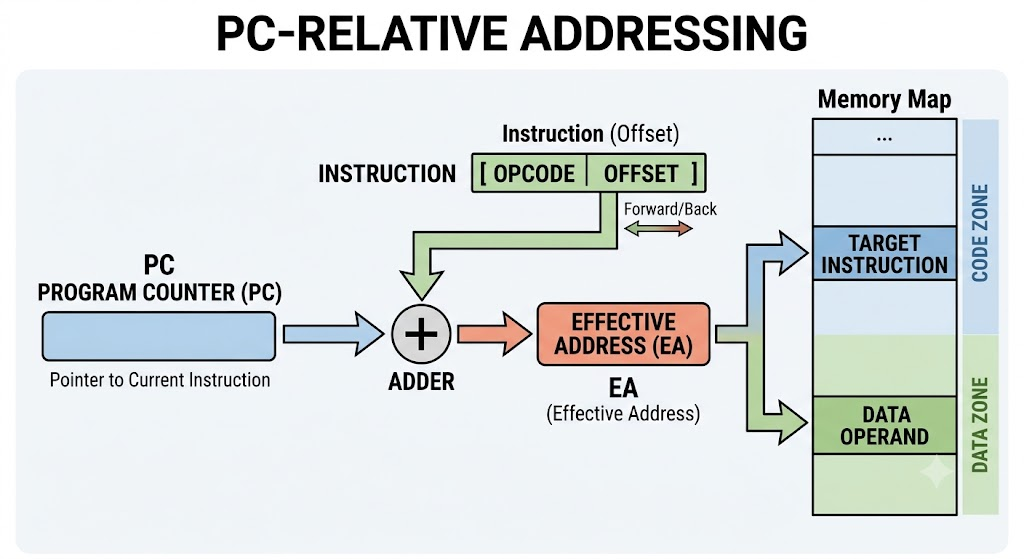 PC-RELATIVE ADDRESSING
Memory Map
Instruction (Offset)
INSTRUCTION
[ OPCODE | OFFSET ]
Forward/Back
...
TARGET
INSTRUCTION
CODE ZONE
PC
PROGRAM COUNTER (PC)
Pointer to Current Instruction
+
ADDER
EFFECTIVE
ADDRESS (EA)
EA
(Effective Address)
DATA
OPERAND
DATA ZONE